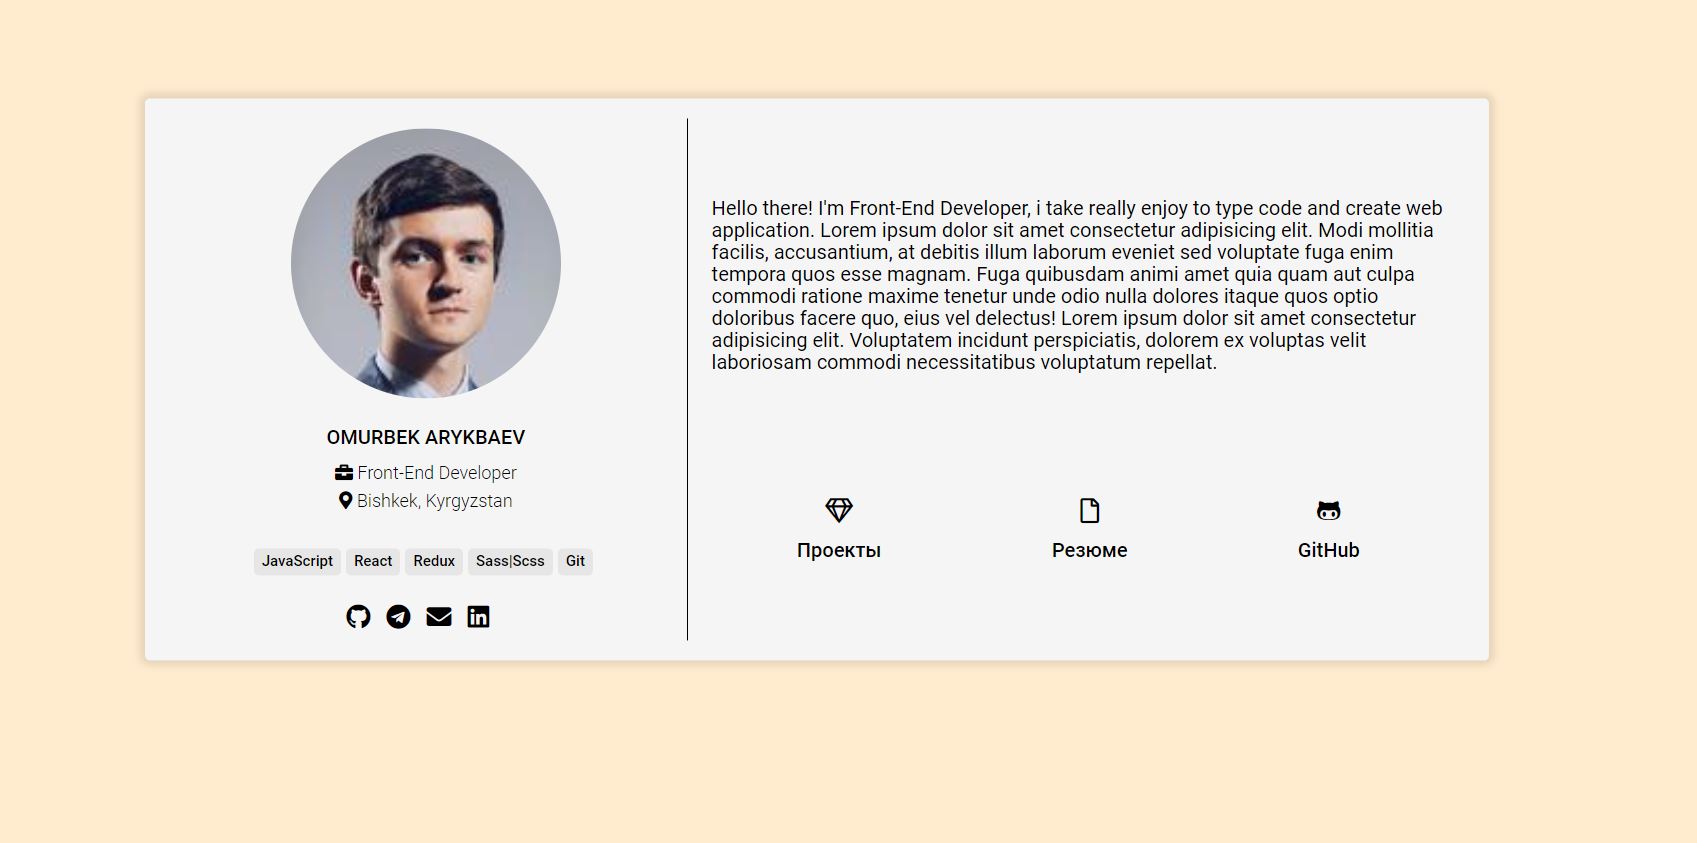 OMURBEK ARYKBAEV
Front-End Developer
Bishkek, Kyrgyzstan
JavaScript React Redux Sass|Scss Git
Hello there! I'm Front-End Developer, i take really enjoy to type code and create web
application. Lorem ipsum dolor sit amet consectetur adipisicing elit. Modi mollitia
facilis, accusantium, at debitis illum laborum eveniet sed voluptate fuga enim
tempora quos esse magnam. Fuga quibusdam animi amet quia quam aut culpa
commodi ratione maxime tenetur unde odio nulla dolores itaque quos optio
doloribus facere quo, eius vel delectus! Lorem ipsum dolor sit amet consectetur
adipisicing elit. Voluptatem incidunt perspiciatis, dolorem ex voluptas velit
laboriosam commodi necessitatibus voluptatum repellat.
Проекты Резюме GitHub